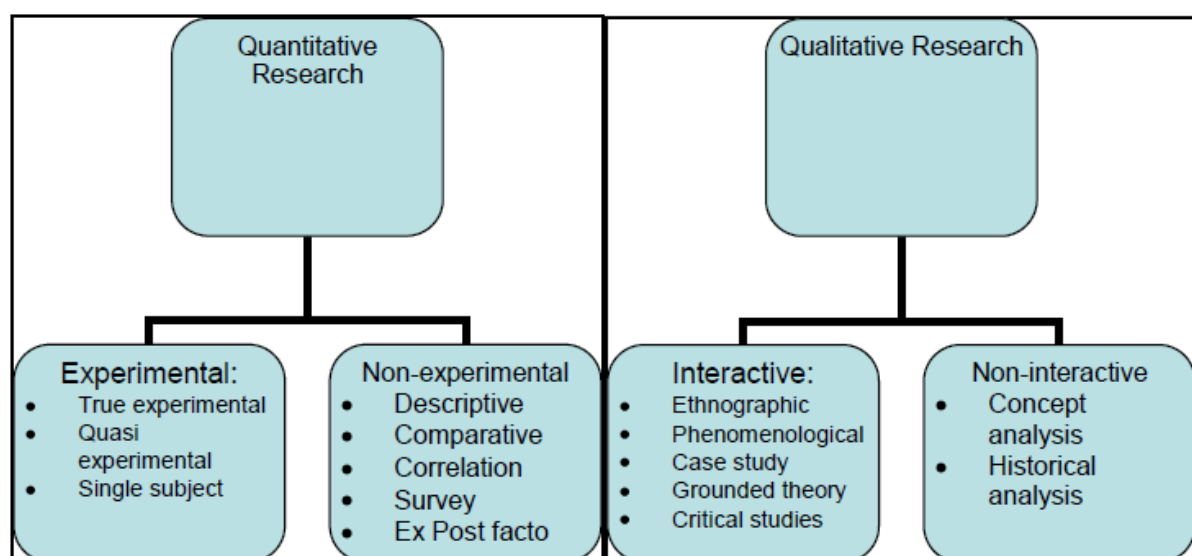 Quantitative
Research
Qualitative Research
Experimental:
• True experimental
• Quasi
experimental
• Single subject
Non-experimental
• Descriptive
• Comparative
• Correlation
• Survey
• Ex Post facto
Interactive:
• Ethnographic
• Phenomenological
• Case study
• Grounded theory
• Critical studies
Non-interactive
• Concept
analysis
• Historical
analysis